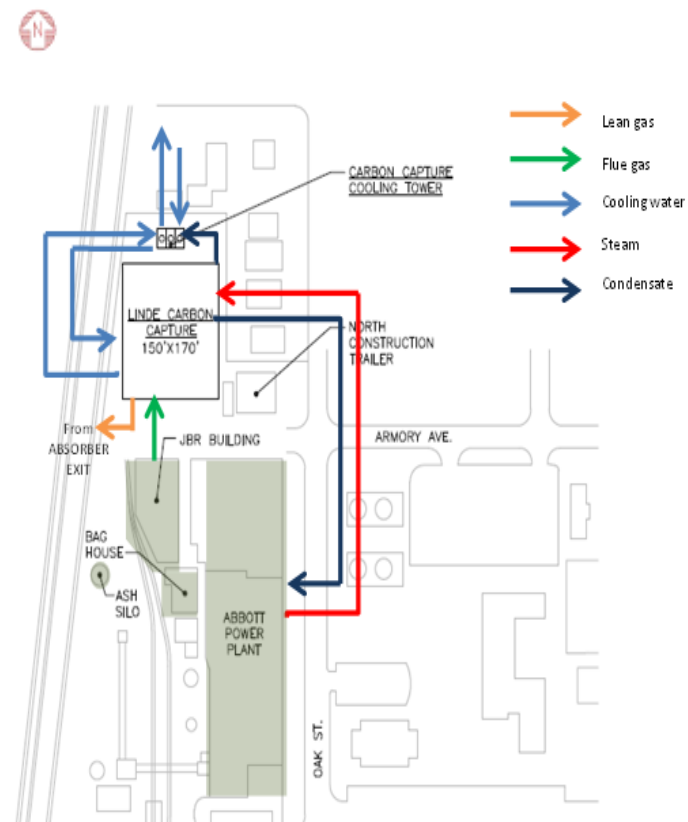 N
Lean gas
Flue gas
Cooling water
Steam
Condensate
CARBON CAPTURE
COOLING TOWER
LINDE CARBON
CAPTURE
150'X170'
NORTH
CONSTRUCTION
TRAILER
From
ABSORBER
EXIT
JBR BUILDING
ARMORY AVE.
BAG
HOUSE
ASH
SILO
ABBOTT
POWER
PLANT
OAK ST.